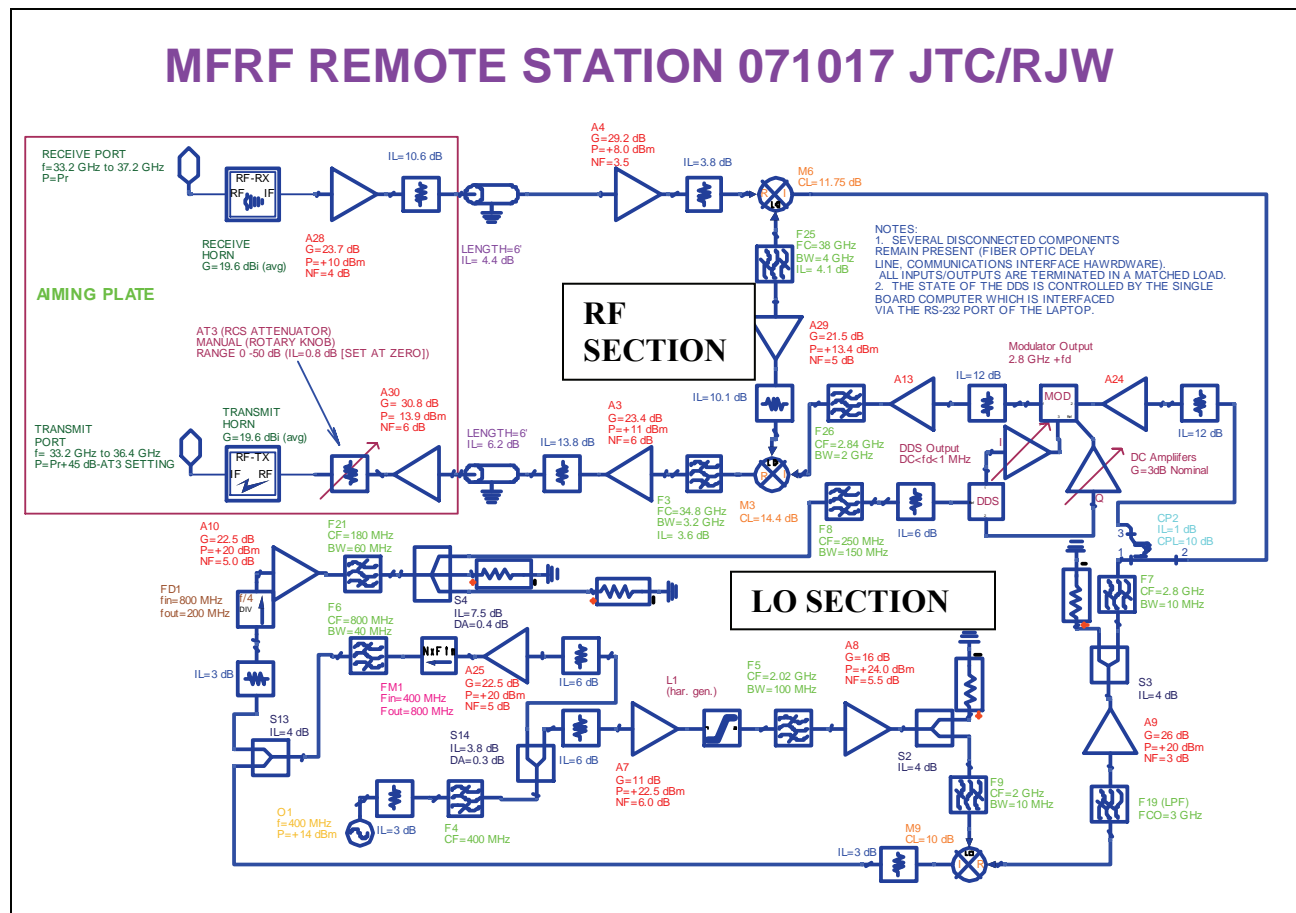 MFRF REMOTE STATION 071017 JTC/RJW
RECEIVE PORT
f=33.2 GHz to 37.2 GHz
P=Pr
RF-RX
RF IF
RECEIVE
HORN
G=19.6 dBi (avg)
A28
G=23.7 dB
P=+10 dBm
NF=4 dB
IL=10.6 dB
LENGTH=6'
IL= 4.4 dB
A4
G=29.2 dB
P=+8.0 dBm
NF=3.5
IL=3.8 dB
M6
CL=11.75 dB
R I
LO
F25
FC=38 GHz
BW=4 GHz
IL= 4.1 dB
NOTES:
1. SEVERAL DISCONNECTED COMPONENTS
REMAIN PRESENT (FIBER OPTIC DELAY
LINE, COMMUNICATIONS INTERFACE HAWRDWARE).
ALL INPUTS/OUTPUTS ARE TERMINATED IN A MATCHED LOAD.
2. THE STATE OF THE DDS IS CONTROLLED BY THE SINGLE
BOARD COMPUTER WHICH IS INTERFACED
VIA THE RS-232 PORT OF THE LAPTOP.
AIMING PLATE
RF
SECTION
AT3 (RCS ATTENUATOR)
MANUAL (ROTARY KNOB)
RANGE 0 -50 dB (IL=0.8 dB [SET AT ZERO])
A29
G=21.5 dB
P=+13.4 dBm
NF=5 dB
IL=10.1 dB
Modulator Output
2.8 GHz +fd
A13
IL=12 dB
MOD
A24
IL=12 dB
TRANSMIT
PORT
f= 33.2 GHz to 36.4 GHz
P=Pr+45 dB-AT3 SETTING
TRANSMIT
HORN
G=19.6 dBi (avg)
RF-TX
IF RF
A30
G= 30.8 dB
P= 13.9 dBm
NF=6 dB
LENGTH=6'
IL= 6.2 dB
IL=13.8 dB
A3
G=23.4 dB
P=+11 dBm
NF=6 dB
F3
FC=34.8 GHz
BW=3.2 GHz
IL= 3.6 dB
LO
R I
M3
CL=14.4 dB
F26
CF=2.84 GHz
BW=2 GHz
DDS Output
DC<fd<1 MHz
I
DDS
Q
DC Amplifers
G=3dB Nominal
F8
CF=250 MHz
BW=150 MHz
IL=6 dB
CP2
IL=1 dB
CPL=10 dB
3
1 2
A10
G=22.5 dB
P=+20 dBm
NF=5.0 dB
F21
CF=180 MHz
BW=60 MHz
FD1
fin=800 MHz
fout=200 MHz
f/4
DIV
S4
IL=7.5 dB
DA=0.4 dB
LO SECTION
F7
CF=2.8 GHz
BW=10 MHz
IL=3 dB
F6
CF=800 MHz
BW=40 MHz
NxFin
FM1
Fin=400 MHz
Fout=800 MHz
A25
G=22.5 dB
P=+20 dBm
NF=5 dB
IL=6 dB
L1
(har. gen.)
F5
CF=2.02 GHz
BW=100 MHz
A8
G=16 dB
P=+24.0 dBm
NF=5.5 dB
S3
IL=4 dB
S13
IL=4 dB
S14
IL=3.8 dB
DA=0.3 dB
IL=6 dB
A7
G=11 dB
P=+22.5 dBm
NF=6.0 dB
S2
IL=4 dB
A9
G=26 dB
P=+20 dBm
NF=3 dB
F9
CF=2 GHz
BW=10 MHz
O1
f=400 MHz
P=+14 dBm
IL=3 dB
F4
CF=400 MHz
F19 (LPF)
FCO=3 GHz
IL=3 dB
M9
CL=10 dB
LO
I R